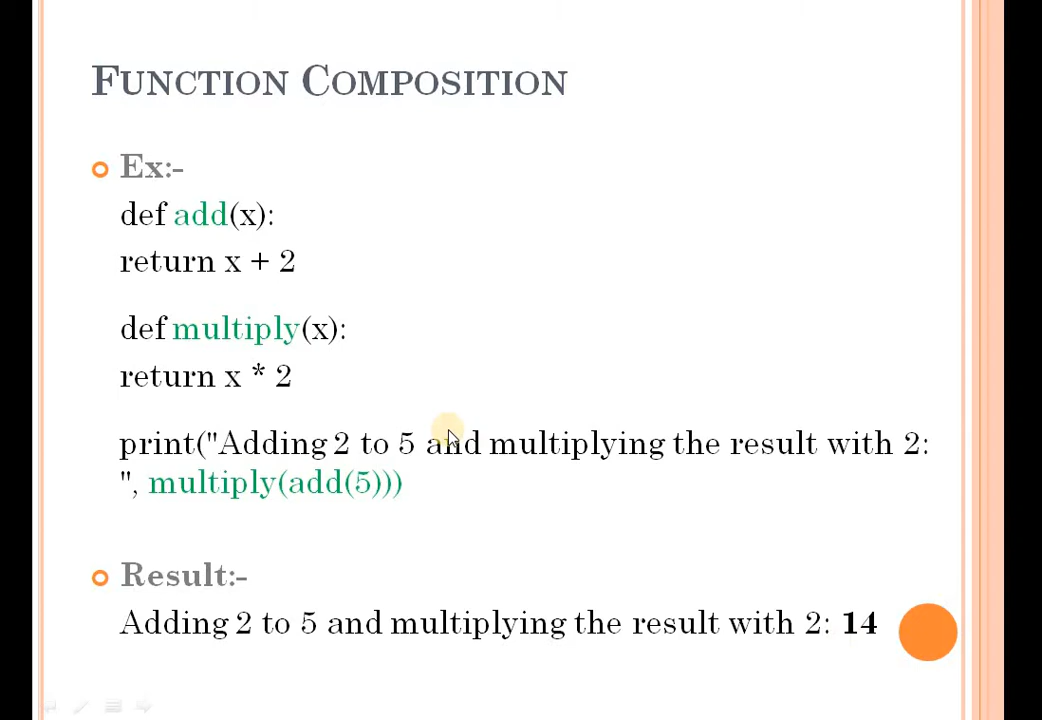 FUNCTION COMPOSITION
Ex:-
def add(x):
return x + 2
def multiply(x):
return x * 2
print("Adding 2 to 5 and multiplying the result with 2:
", multiply(add(5)))
Result:-
Adding 2 to 5 and multiplying the result with 2: 14